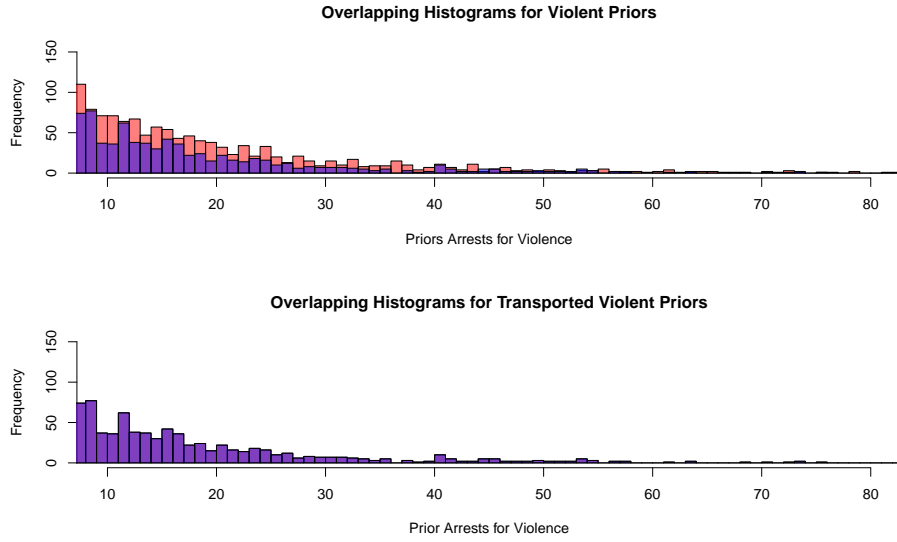 Overlapping Histograms for Violent Priors
Frequency
0 50 100 150
10 20 30 40 50 60 70 80
Priors Arrests for Violence
Overlapping Histograms for Transported Violent Priors
Frequency
0 50 100 150
10 20 30 40 50 60 70 80
Prior Arrests for Violence